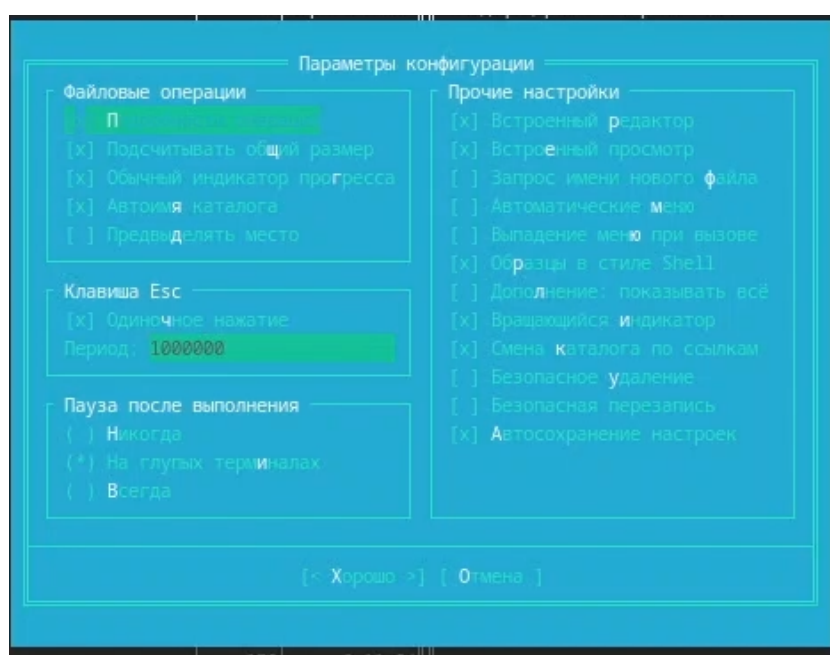 Параметры конфигурации
Файловые операции
П
[x] Подсчитывать общий размер
[x] Обычный индикатор прогресса
[x] Автоимя каталога
[ ] Предвыделять место
Клавиша Esc
[x] Одиночное нажатие
Период: 1000000
Пауза после выполнения
( ) Никогда
(*) На глупых терминалах
( ) Всегда
Прочие настройки
[x] Встроенный редактор
[x] Встроенный просмотр
[ ] Запрос имени нового файла
[ ] Автоматические меню
[ ] Выпадение меню при вызове
[x] Образцы в стиле Shell
[ ] Дополнение: показывать всё
[x] Вращающийся индикатор
[x] Смена каталога по ссылкам
[ ] Безопасное удаление
[ ] Безопасная перезапись
[x] Автосохранение настроек
[< Хорошо >] [ Отмена ]